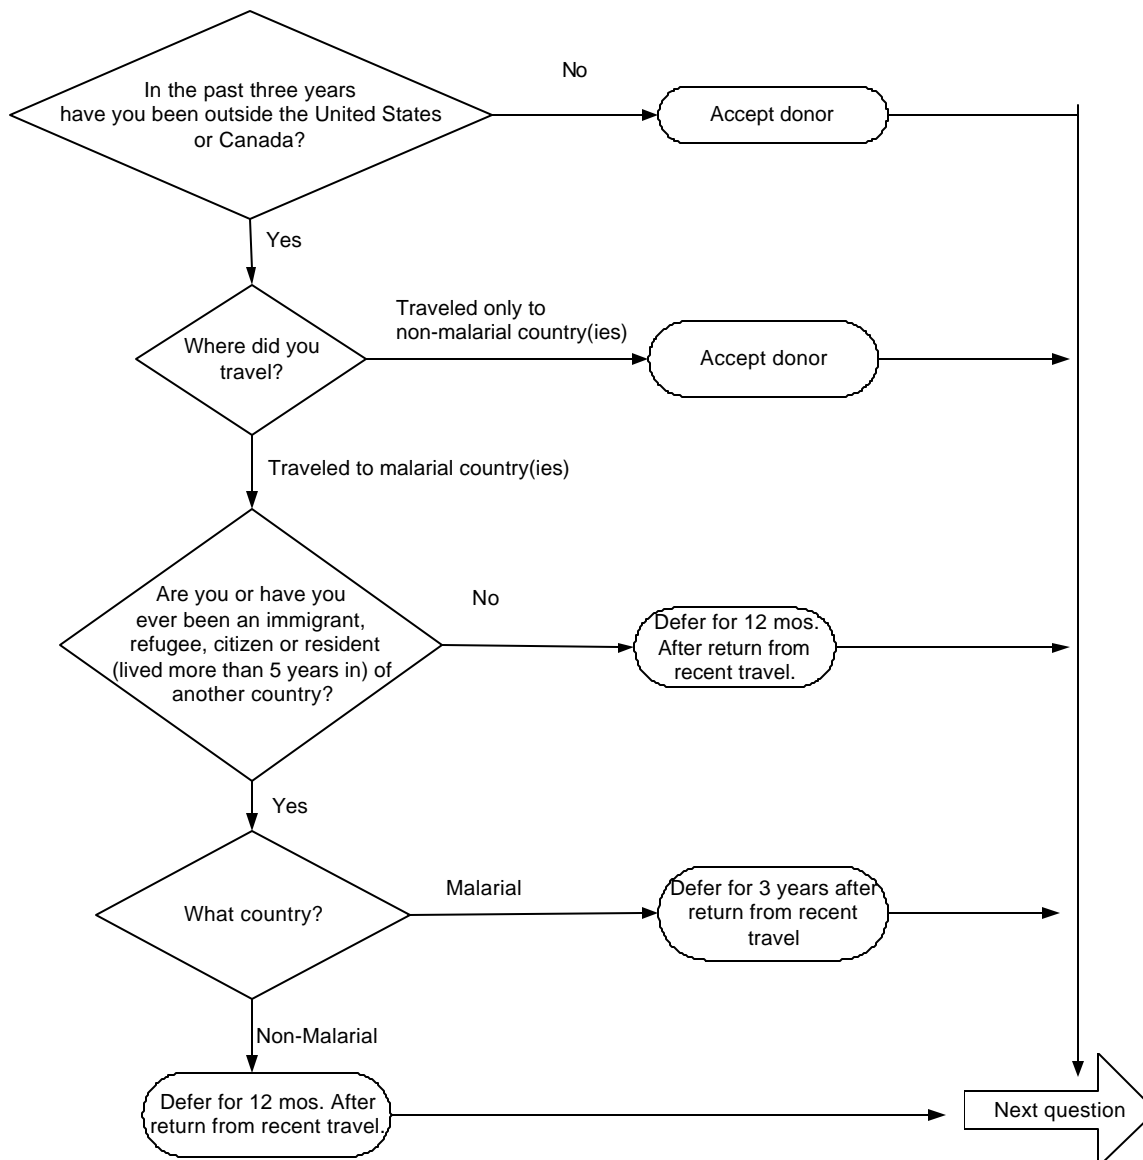 In the past three years
have you been outside the United States
or Canada?
No
Accept donor
Yes
Where did you
travel?
Traveled only to
non-malarial country(ies)
Accept donor
Traveled to malarial country(ies)
Are you or have you
ever been an immigrant,
refugee, citizen or resident
(lived more than 5 years in) of
another country?
No
Defer for 12 mos.
After return from
recent travel.
Yes
What country?
Malarial
Defer for 3 years after
return from recent
travel
Non-Malarial
Defer for 12 mos. After
return from recent travel.
Next question